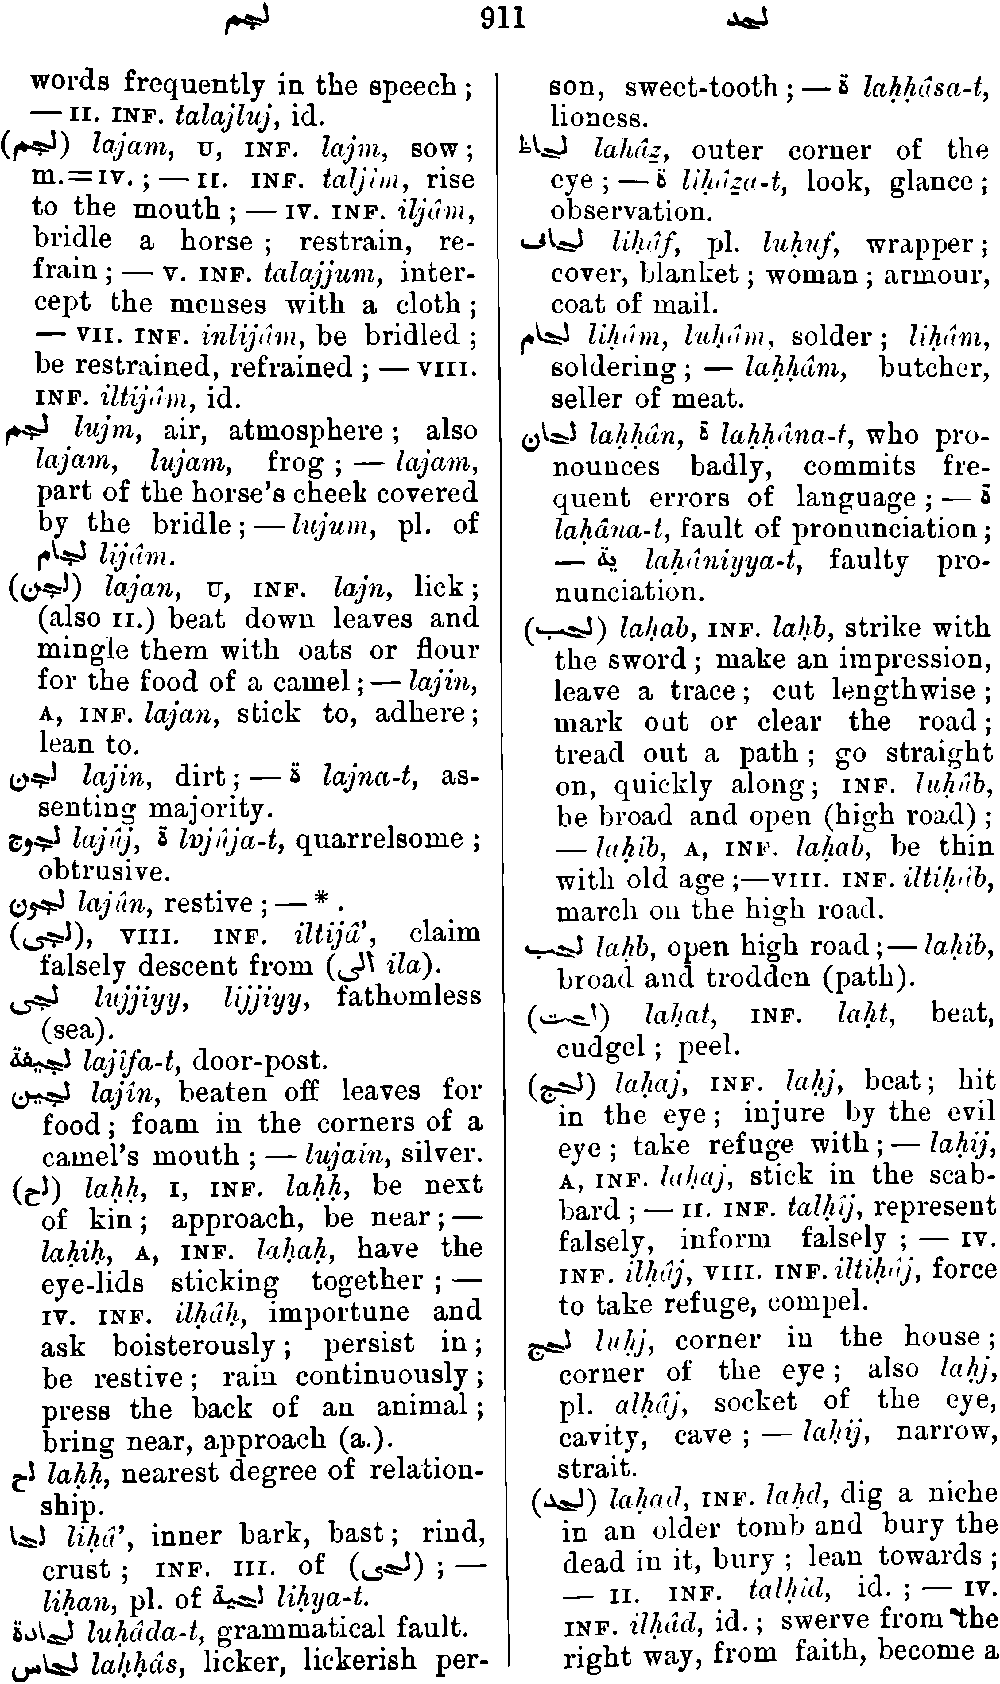 لجم 911 لحد
words frequently in the speech ;
— II. INF. talajluj, id.
(لجم) lajam, U, INF. lajm, sow ;
m.=IV. ; — II. INF. taljîm, rise
to the mouth ; — IV. INF. iljâm,
bridle a horse ; restrain, re-
frain ; — V. INF. talajjum, inter-
cept the menses with a cloth ;
— VII. INF. inlijâm, be bridled ;
be restrained, refrained ; — VIII.
INF. iltijâm, id.
لجم lujm, air, atmosphere ; also
lajam, lujam, frog ; — lajam,
part of the horse's cheek covered
by the bridle ; — lujum, pl. of
لجام lijâm.
(لجن) lajan, U, INF. lajn, lick ;
(also II.) beat down leaves and
mingle them with oats or flour
for the food of a camel ; — lajin,
A, INF. lajan, stick to, adhere ;
lean to.
لجن lajin, dirt ; — ة lajna-t, as-
senting majority.
لجوج lajûj, ة lajûja-t, quarrelsome ;
obtrusive.
لجون lajûn, restive ; — * .
(لجى), VIII. INF. iltijâ', claim
falsely descent from (الى ila).
لجى lujjiyy, lijjiyy, fathomless
(sea).
لجيفة lajîfa-t, door-post.
لجين lajîn, beaten off leaves for
food ; foam in the corners of a
camel's mouth ; — lujain, silver.
(لح) laḥḥ, I, INF. laḥḥ, be next
of kin ; approach, be near ; —
laḥiḥ, A, INF. laḥaḥ, have the
eye-lids sticking together ; —
IV. INF. ilḥâḥ, importune and
ask boisterously ; persist in ;
be restive ; rain continuously ;
press the back of an animal ;
bring near, approach (a.).
لح laḥḥ, nearest degree of relation-
ship.
لحا liḥâ', inner bark, bast ; rind,
crust ; INF. III. of (لحى) ; —
liḥan, pl. of لحية liḥya-t.
لحادة luḥâda-t, grammatical fault.
لحاس laḥḥâs, licker, lickerish per-
son, sweet-tooth ; — ة laḥḥâsa-t,
lioness.
لحاظ laḥâẓ, outer corner of the
eye ; — ة liḥâẓa-t, look, glance ;
observation.
لحاف liḥâf, pl. luḥuf, wrapper ;
cover, blanket ; woman ; armour,
coat of mail.
لحام liḥâm, luḥâm, solder ; liḥâm,
soldering ; — laḥḥâm, butcher,
seller of meat.
لحان laḥḥân, ة laḥḥâna-t, who pro-
nounces badly, commits fre-
quent errors of language ; — ة
laḥâna-t, fault of pronunciation ;
— ية laḥâniyya-t, faulty pro-
nunciation.
(لحب) laḥab, INF. laḥb, strike with
the sword ; make an impression,
leave a trace ; cut lengthwise ;
mark out or clear the road ;
tread out a path ; go straight
on, quickly along ; INF. luḥûb,
be broad and open (high road) ;
— laḥib, A, INF. laḥab, be thin
with old age ;—VIII. INF. iltiḥâb,
march on the high road.
لحب laḥb, open high road ; — laḥib,
broad and trodden (path).
(لحت) laḥat, INF. laḥt, beat,
cudgel ; peel.
(لحج) laḥaj, INF. laḥj, beat ; hit
in the eye ; injure by the evil
eye ; take refuge with ; — laḥij,
A, INF. laḥaj, stick in the scab-
bard ; — II. INF. talḥîj, represent
falsely, inform falsely ; — IV.
INF. ilḥâj, VIII. INF. iltiḥâj, force
to take refuge, compel.
لحج luḥj, corner in the house ;
corner of the eye ; also laḥj,
pl. alḥâj, socket of the eye,
cavity, cave ; — laḥij, narrow,
strait.
(لحد) laḥad, INF. laḥd, dig a niche
in an older tomb and bury the
dead in it, bury ; lean towards ;
— II. INF. talḥîd, id. ; — IV.
INF. ilḥâd, id. ; swerve from the
right way, from faith, become a